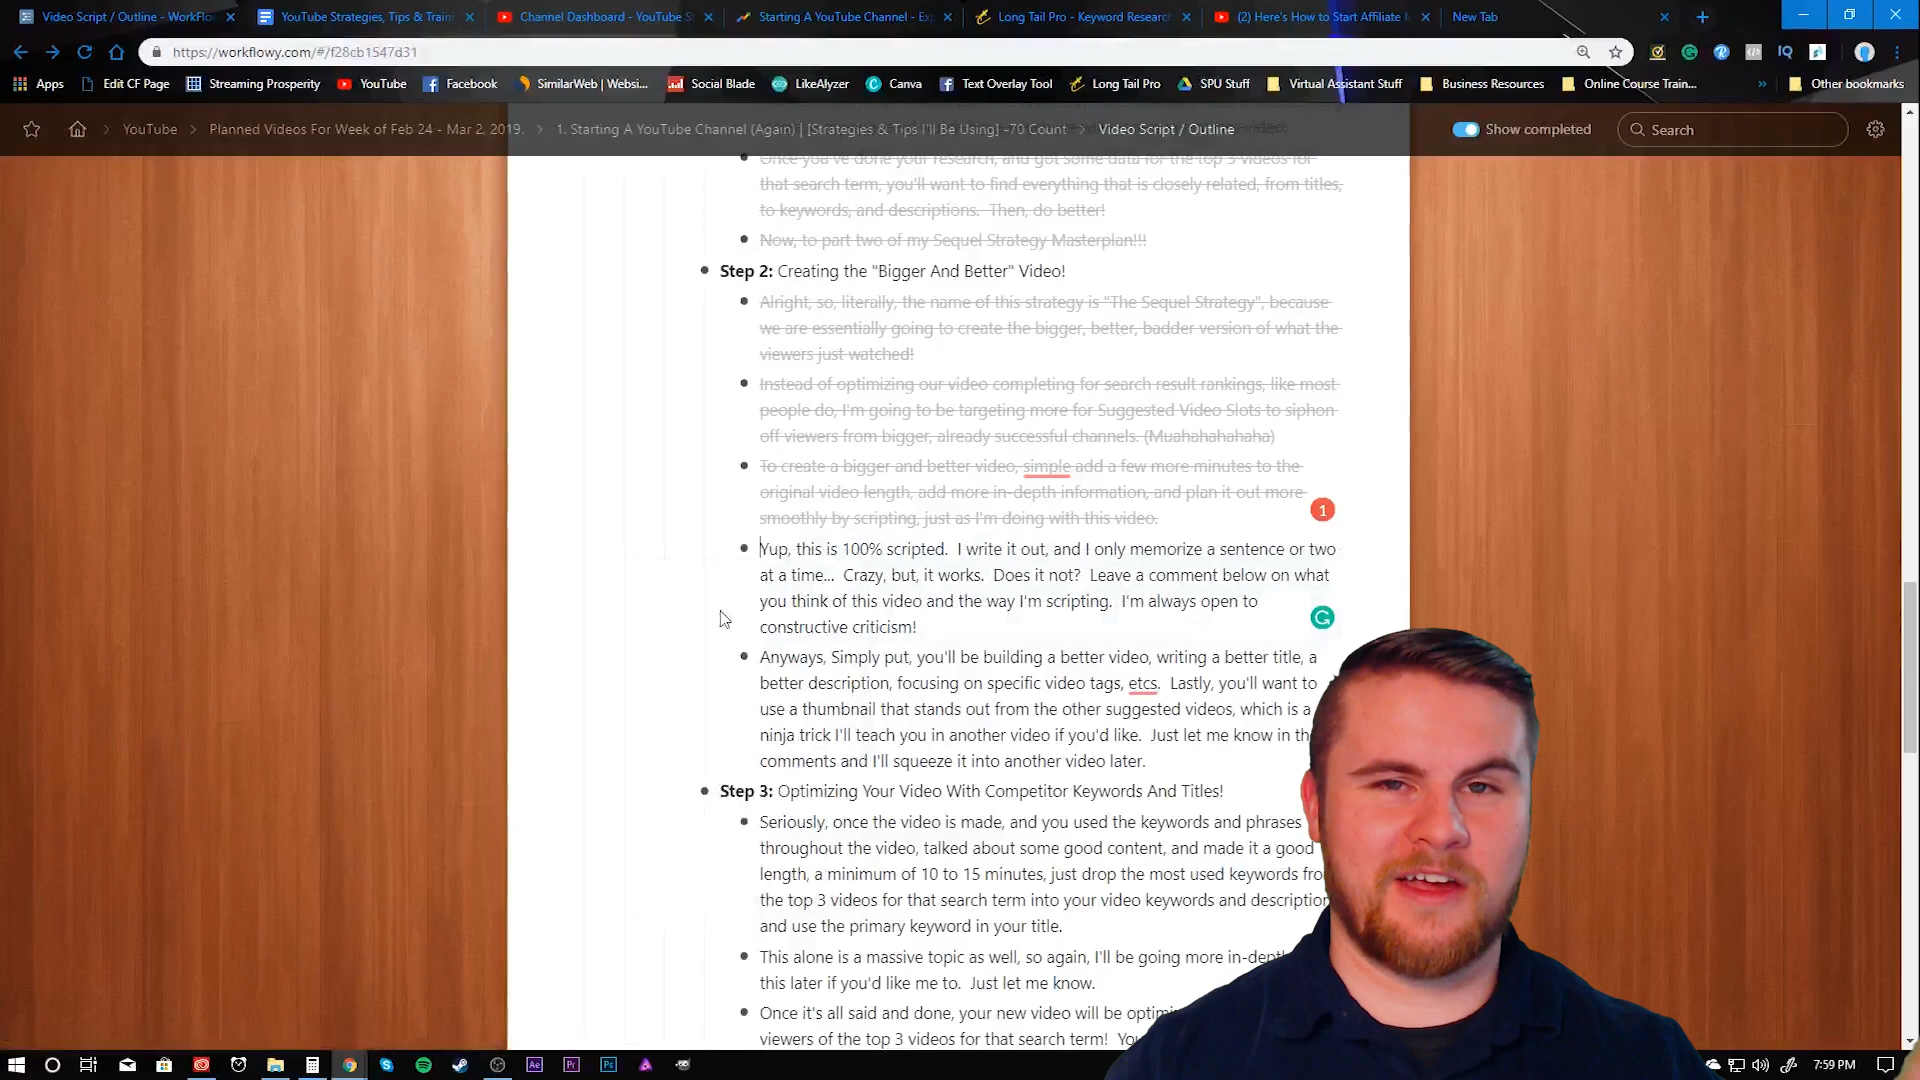 Video Script / Outline - WorkFlo
YouTube Strategies, Tips & Traini
Channel Dashboard - YouTube S
Starting A YouTube Channel - Exp
Long Tail Pro - Keyword Research
(2) Here's How to Start Affiliate M
New Tab
https://workflowy.com/#/f28cb1547d31
Apps
Edit CF Page
Streaming Prosperity
YouTube
Facebook
SimilarWeb | Websi...
Social Blade
LikeAlyzer
Canva
Text Overlay Tool
Long Tail Pro
SPU Stuff
Virtual Assistant Stuff
Business Resources
Online Course Train...
»
Other bookmarks
YouTube > Planned Videos For Week of Feb 24 - Mar 2, 2019. > 1. Starting A YouTube Channel (Again) | [Strategies & Tips I'll Be Using] -70 Count > Video Script / Outline
Show completed
Search
Once you've done your research, and got some data for the top 3 videos for
that search term, you'll want to find everything that is closely related, from titles,
to keywords, and descriptions. Then, do better!
Now, to part two of my Sequel Strategy Masterplan!!!
Step 2: Creating the "Bigger And Better" Video!
Alright, so, literally, the name of this strategy is "The Sequel Strategy", because
we are essentially going to create the bigger, better, badder version of what the
viewers just watched!
Instead of optimizing our video completing for search result rankings, like most
people do, I'm going to be targeting more for Suggested Video Slots to siphon
off viewers from bigger, already successful channels. (Muahahahahaha)
To create a bigger and better video, simple add a few more minutes to the
original video length, add more in-depth information, and plan it out more
smoothly by scripting, just as I'm doing with this video.
1
Yup, this is 100% scripted. I write it out, and I only memorize a sentence or two
at a time... Crazy, but, it works. Does it not? Leave a comment below on what
you think of this video and the way I'm scripting. I'm always open to
constructive criticism!
Anyways, Simply put, you'll be building a better video, writing a better title, a
better description, focusing on specific video tags, etcs. Lastly, you'll want to
use a thumbnail that stands out from the other suggested videos, which is a
ninja trick I'll teach you in another video if you'd like. Just let me know in th
comments and I'll squeeze it into another video later.
Step 3: Optimizing Your Video With Competitor Keywords And Titles!
Seriously, once the video is made, and you used the keywords and phrases
throughout the video, talked about some good content, and made it a good
length, a minimum of 10 to 15 minutes, just drop the most used keywords fro
the top 3 videos for that search term into your video keywords and description
and use the primary keyword in your title.
This alone is a massive topic as well, so again, I'll be going more in-depth
this later if you'd like me to. Just let me know.
Once it's all said and done, your new video will be optimi
viewers of the top 3 videos for that search term! Yo
7:59 PM